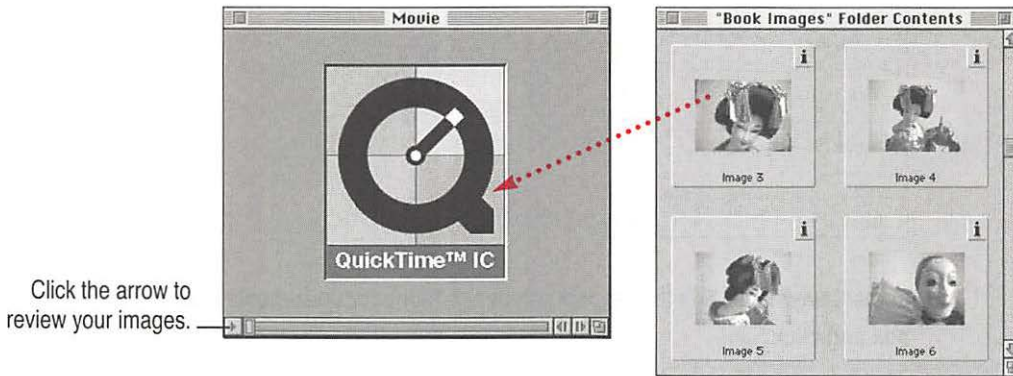 Movie
QuickTime™ IC
Click the arrow to
review your images.
"Book Images" Folder Contents
i
i
Image 3
Image 4
i
i
Image 5
Image 6